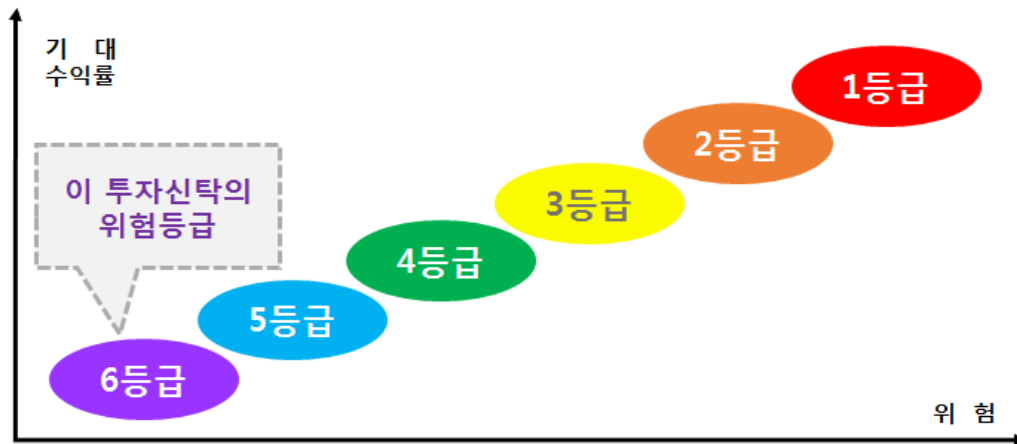 기 대
수익률
1등급
2등급
이 투자신탁의
위험등급
3등급
4등급
5등급
6등급
위 험